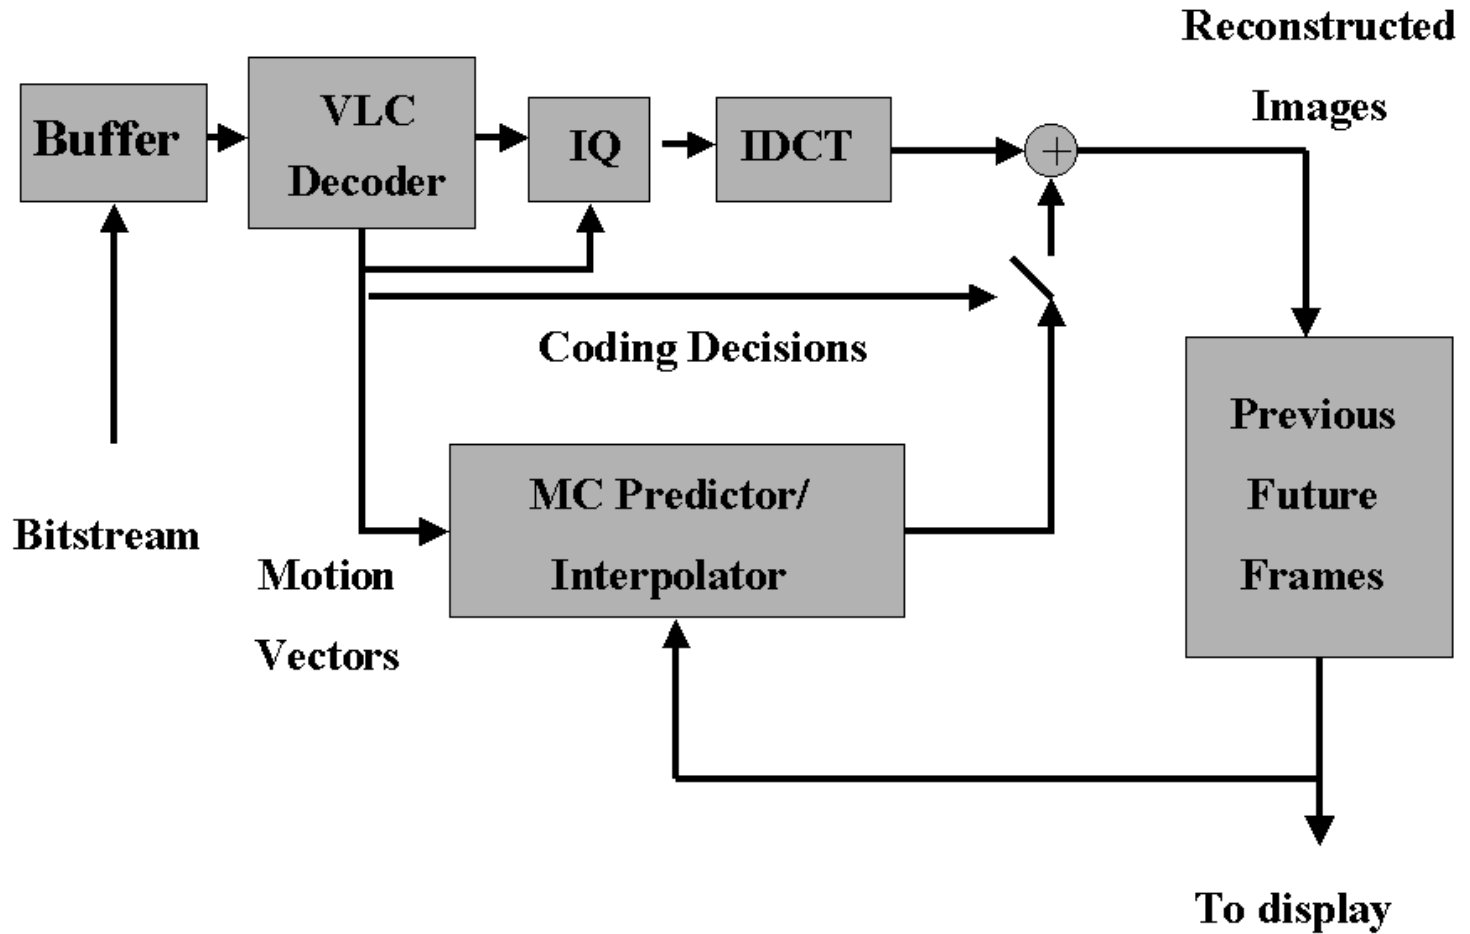 Reconstructed
Images
Buffer
VLC
Decoder
IQ
IDCT
+
Coding Decisions
Previous
Future
Frames
MC Predictor/
Interpolator
Bitstream
Motion
Vectors
To display